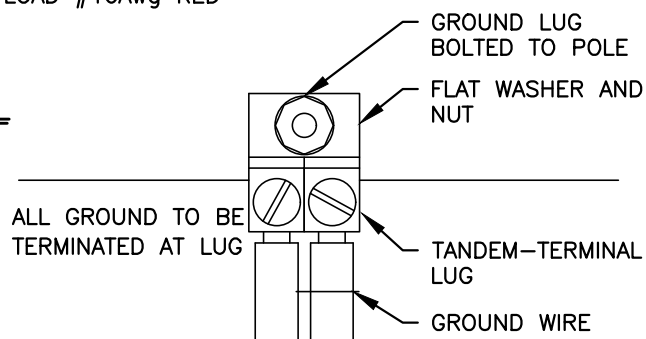 RED
GROUND LUG
BOLTED TO POLE
FLAT WASHER AND
NUT
ALL GROUND TO BE
TERMINATED AT LUG
TANDEM-TERMINAL
LUG
GROUND WIRE